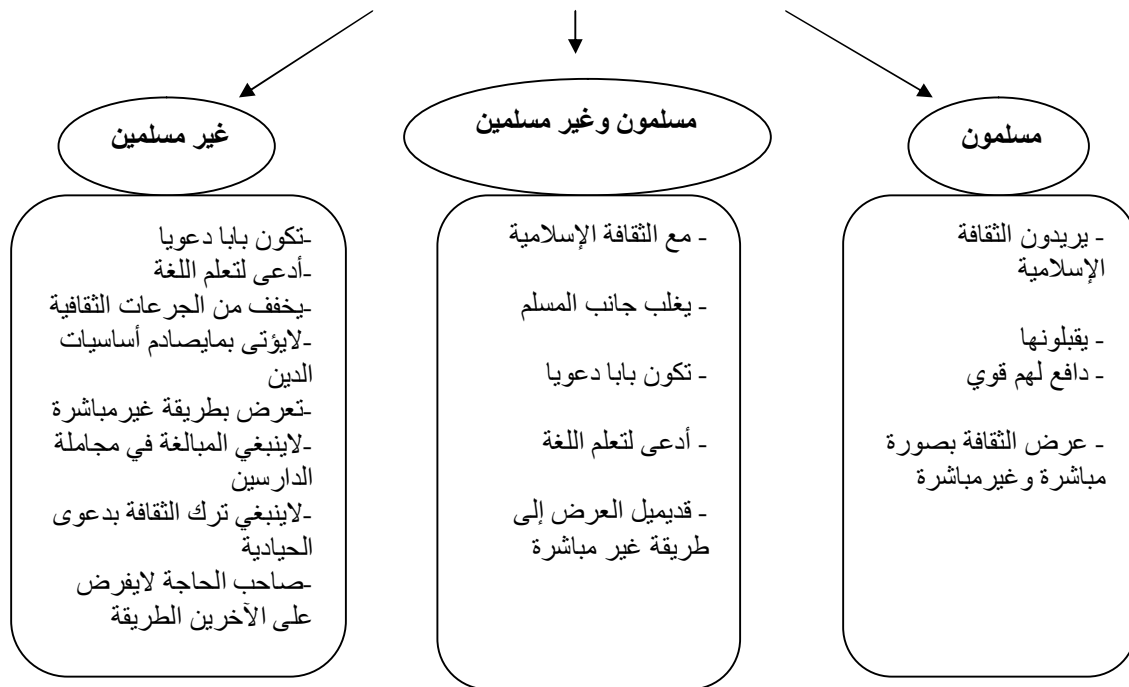 مسلمون
- يريدون الثقافة
الإسلامية
- يقبلونها
- دافع لهم قوي
- عرض الثقافة بصورة
مباشرة وغيرمباشرة
مسلمون وغير مسلمين
- مع الثقافة الإسلامية
- يغلب جانب المسلم
- تكون بابا دعويا
- أدعى لتعلم اللغة
- قديميل العرض إلى
طريقة غير مباشرة
غير مسلمين
-تكون بابا دعويا
-أدعى لتعلم اللغة
-يخفف من الجرعات الثقافية
-لايؤتى بمايصادم أساسيات
الدين
-تعرض بطريقة غيرمباشرة
-لاينبغي المبالغة في مجاملة
الدارسين
-لاينبغي ترك الثقافة بدعوى
الحيادية
-صاحب الحاجة لايفرض
على الآخرين الطريقة